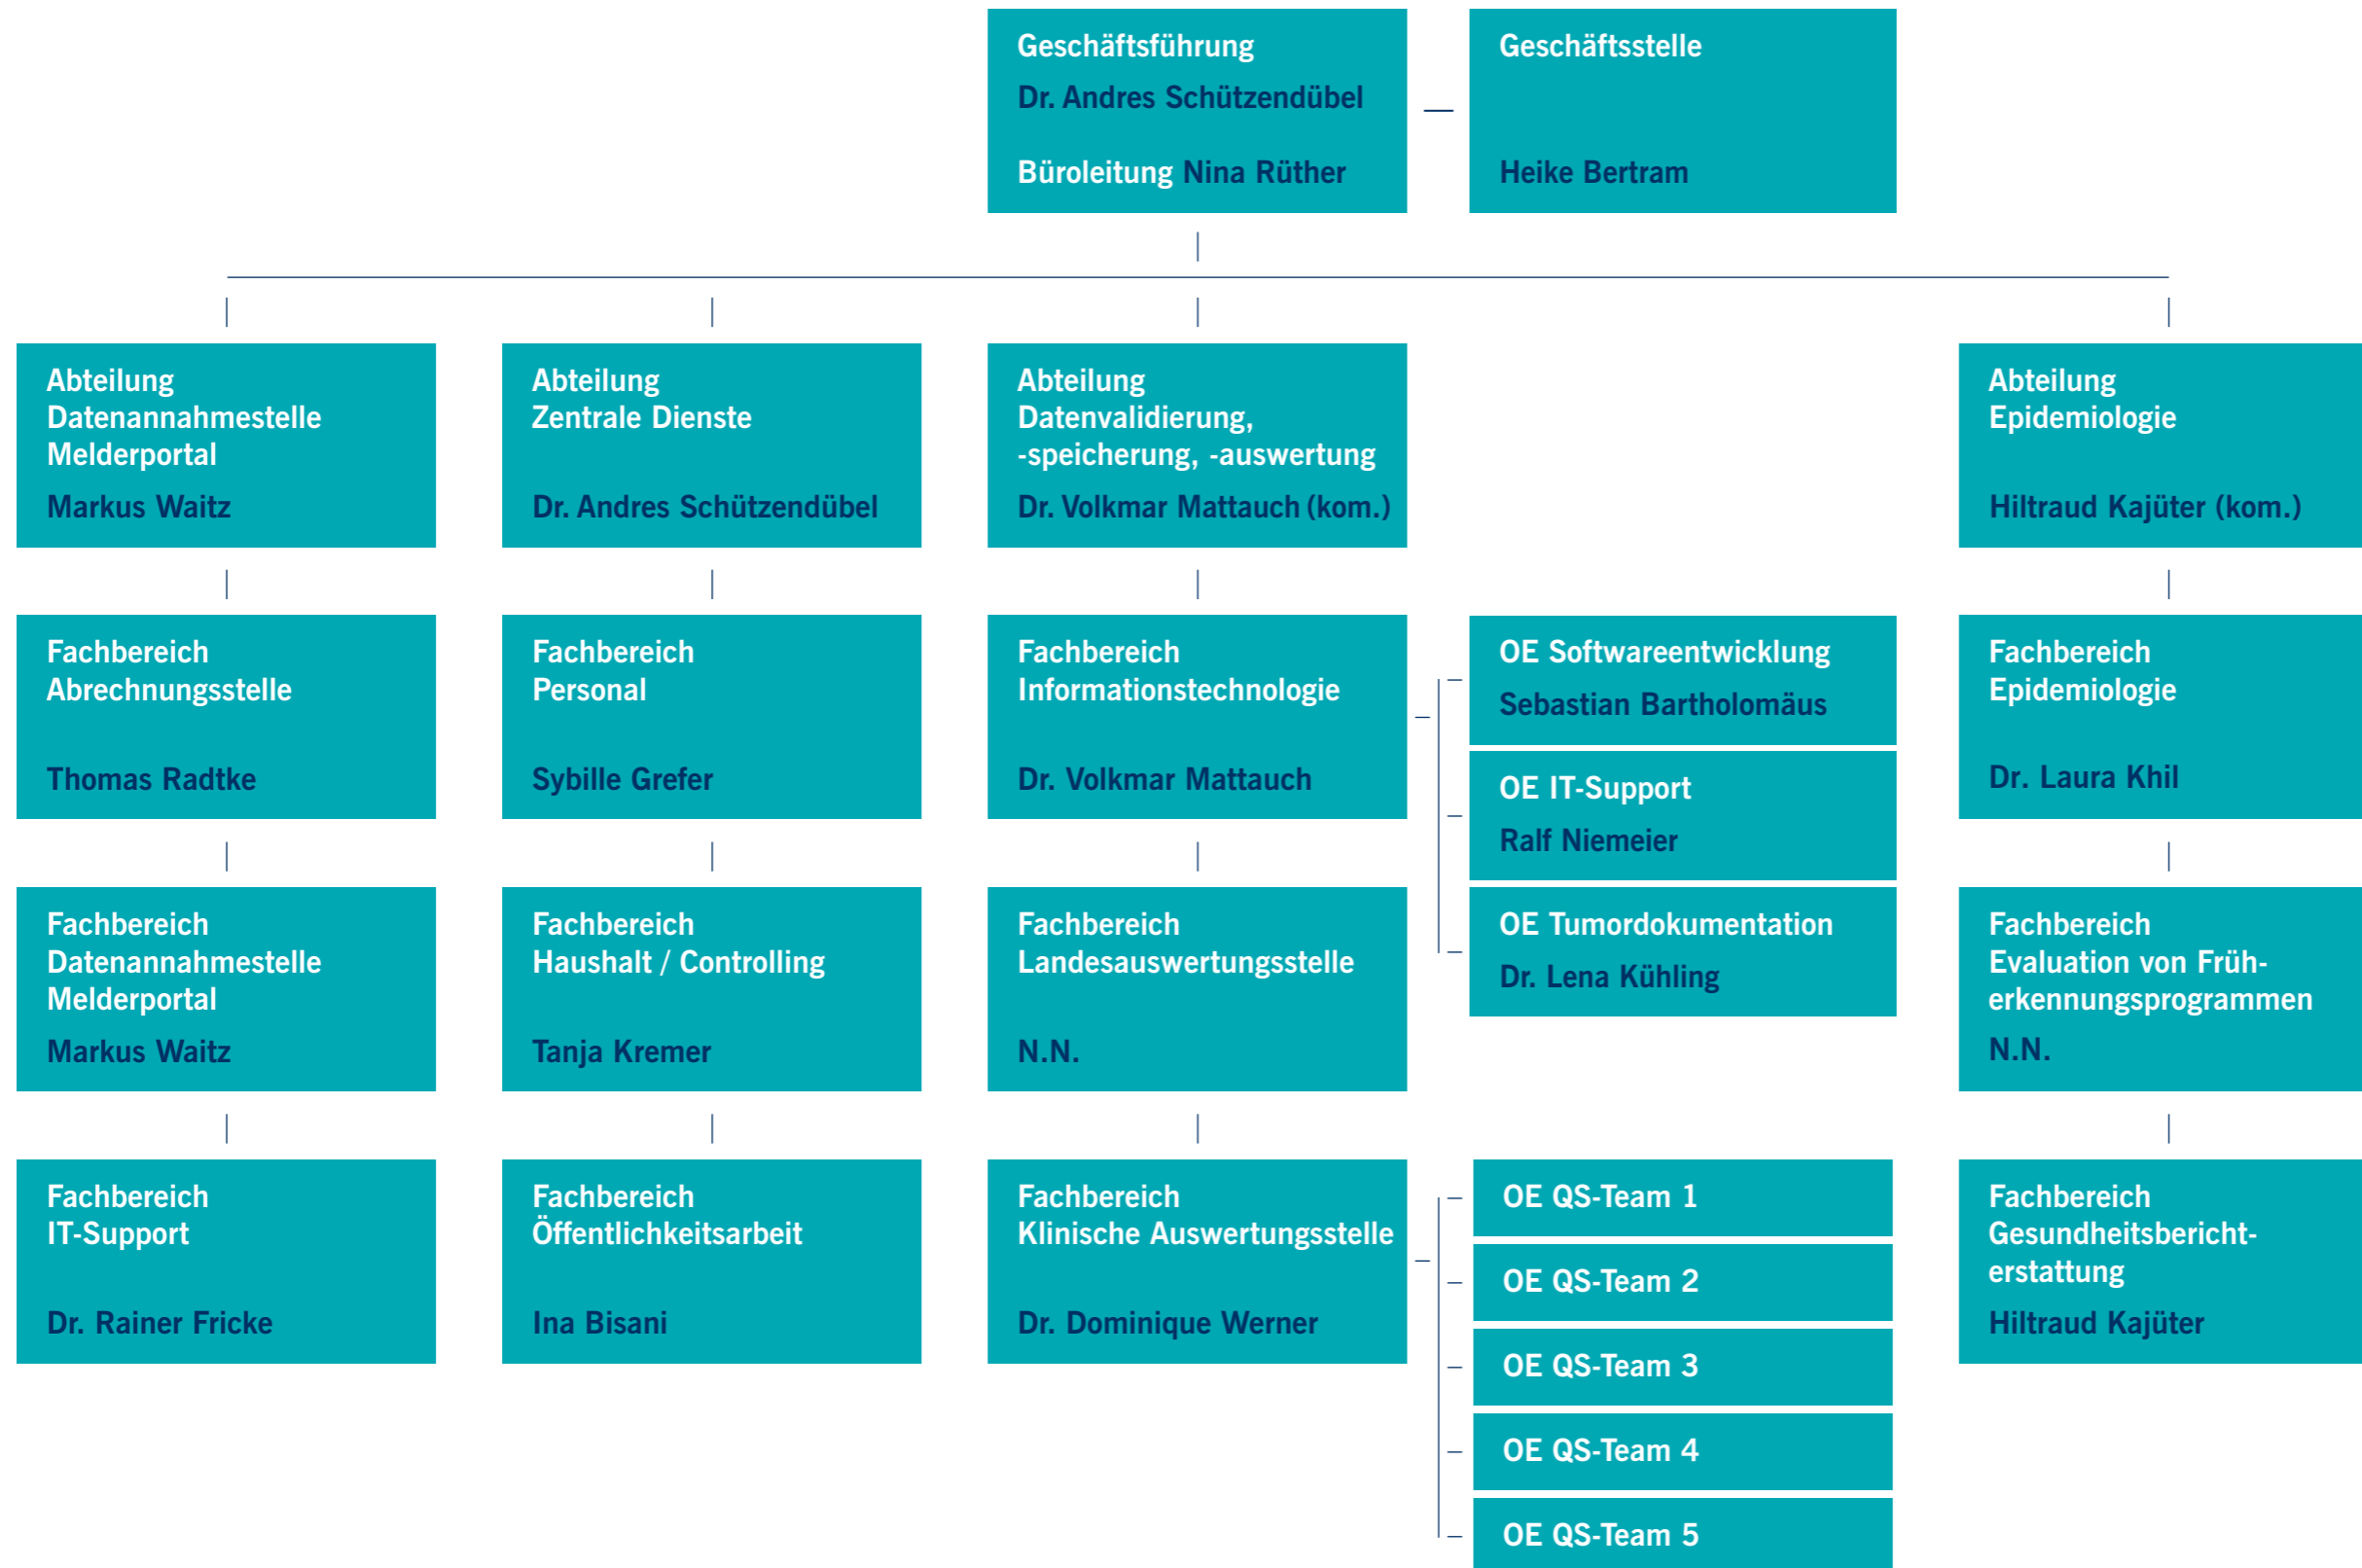 Geschäftsführung
Dr. Andres Schützendübel
Büroleitung Nina Rüther
Geschäftsstelle
Heike Bertram
Abteilung
Datenannahmestelle
Melderportal
Markus Waitz
Abteilung
Zentrale Dienste
Dr. Andres Schützendübel
Abteilung
Datenvalidierung,
-speicherung, -auswertung
Dr. Volkmar Mattauch (kom.)
Abteilung
Epidemiologie
Hiltraud Kajüter (kom.)
Fachbereich
Abrechnungsstelle
Thomas Radtke
Fachbereich
Personal
Sybille Grefer
Fachbereich
Informationstechnologie
Dr. Volkmar Mattauch
OE Softwareentwicklung
Sebastian Bartholomäus
OE IT-Support
Ralf Niemeier
OE Tumordokumentation
Dr. Lena Kühling
Fachbereich
Epidemiologie
Dr. Laura Khil
Fachbereich
Datenannahmestelle
Melderportal
Markus Waitz
Fachbereich
Haushalt / Controlling
Tanja Kremer
Fachbereich
Landesauswertungsstelle
N.N.
Fachbereich
Evaluation von Früh-
erkennungsprogrammen
N.N.
Fachbereich
IT-Support
Dr. Rainer Fricke
Fachbereich
Öffentlichkeitsarbeit
Ina Bisani
Fachbereich
Klinische Auswertungsstelle
Dr. Dominique Werner
OE QS-Team 1
OE QS-Team 2
OE QS-Team 3
OE QS-Team 4
OE QS-Team 5
Fachbereich
Gesundheitsbericht-
erstattung
Hiltraud Kajüter